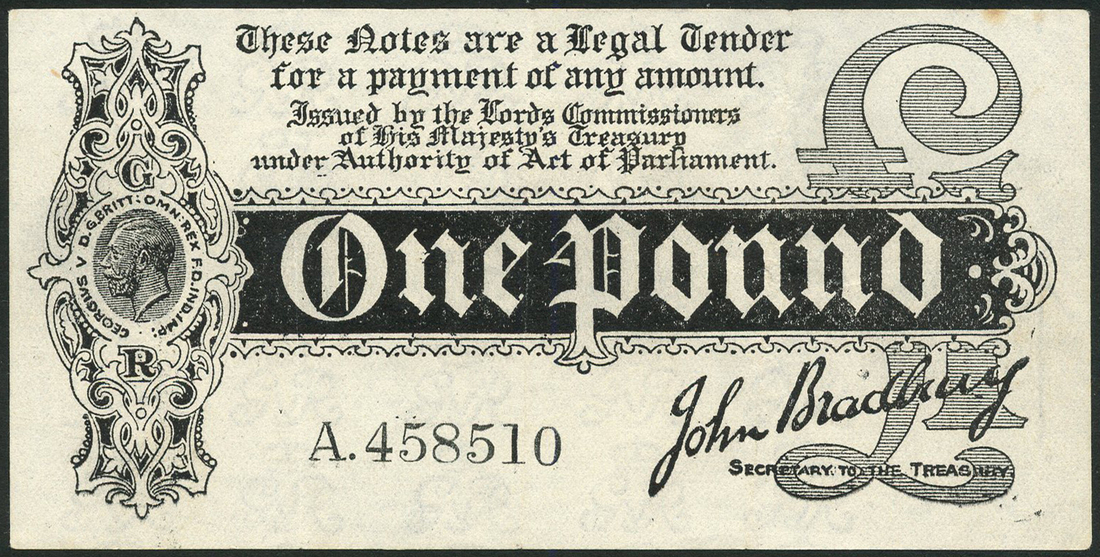 These Notes are a Legal Tender
for a payment of any amount.
Issued by the Lords Commissioners
of His Majesty's Treasury
under Authority of Act of Parliament.
£1
G
GEORGIVS V D.G.BRITT: OMN: REX F.D.IND.IMP:
R
One Pound
£1
John Bradbury
SECRETARY TO THE TREASURY.
A.458510